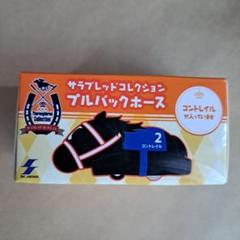 Thoroughbred
Collection
サラブレッドコレクション
プルバックホース
コントレイル
が入っています
2
コントレイル